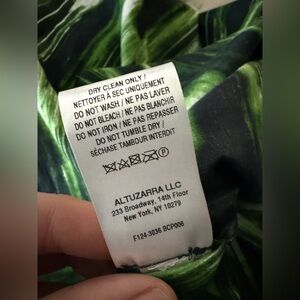 DRY CLEAN ONLY /
NETTOYER À SEC UNIQUEMENT
DO NOT WASH / NE PAS LAVER
DO NOT BLEACH / NE PAS BLANCHIR
DO NOT IRON / NE PAS REPASSER
DO NOT TUMBLE DRY /
SÉCHAGE TAMBOUR INTERDIT
P
ALTUZARRA LLC
233 Broadway, 14th Floor
New York, NY 10279
F124-3036 BCP006